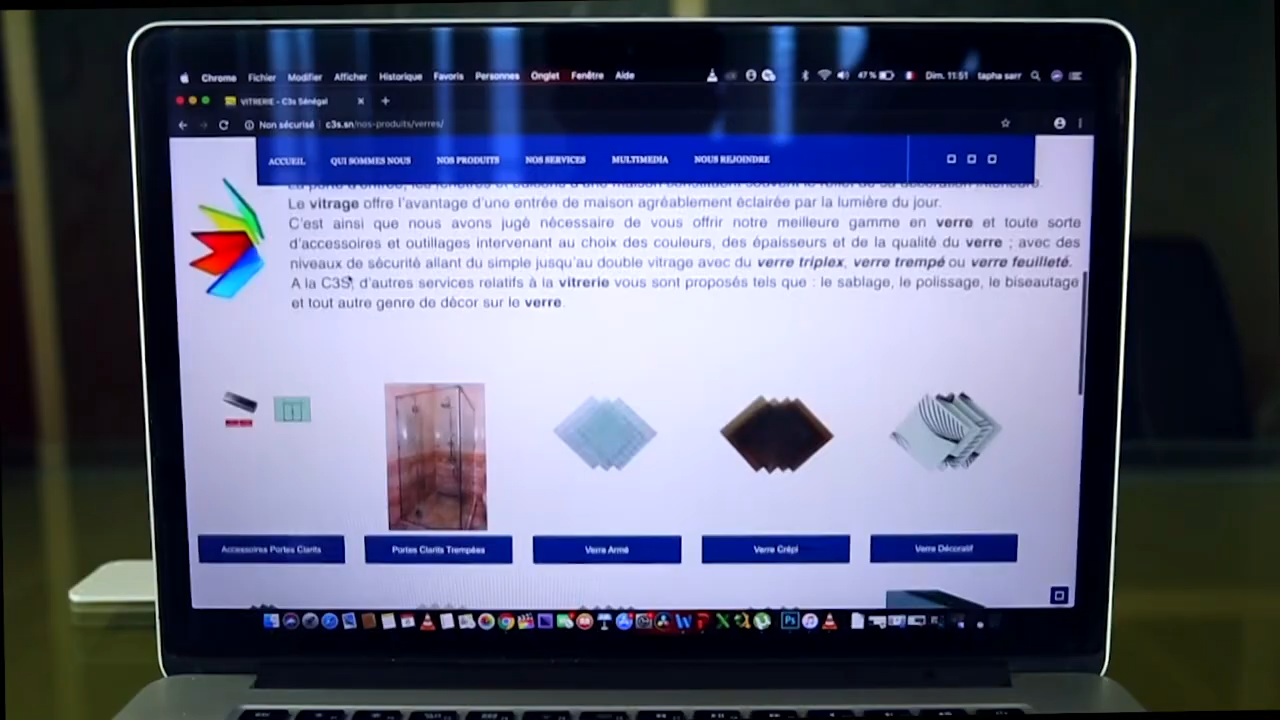 Chrome Fichier Modifier Afficher Historique Favoris Personnes Onglet Fenêtre Aide 47 % Dim. 11:51 tapha sarr
VITRERIE - C3s Sénégal
Non sécurisé c3s.sn/nos-produits/verres/
ACCUEIL QUI SOMMES NOUS NOS PRODUITS NOS SERVICES MULTIMEDIA NOUS REJOINDRE
Le vitrage offre l'avantage d'une entrée de maison agréablement éclairée par la lumière du jour.
C'est ainsi que nous avons jugé nécessaire de vous offrir notre meilleure gamme en verre et toute sorte
d'accessoires et outillages intervenant au choix des couleurs, des épaisseurs et de la qualité du verre ; avec des
niveaux de sécurité allant du simple jusqu'au double vitrage avec du verre triplex, verre trempé ou verre feuilleté.
A la C3S, d'autres services relatifs à la vitrerie vous sont proposés tels que : le sablage, le polissage, le biseautage
et tout autre genre de décor sur le verre.
Accessoires Portes Clarits Portes Clarits Trempées Verre Armé Verre Crépi Verre Décoratif